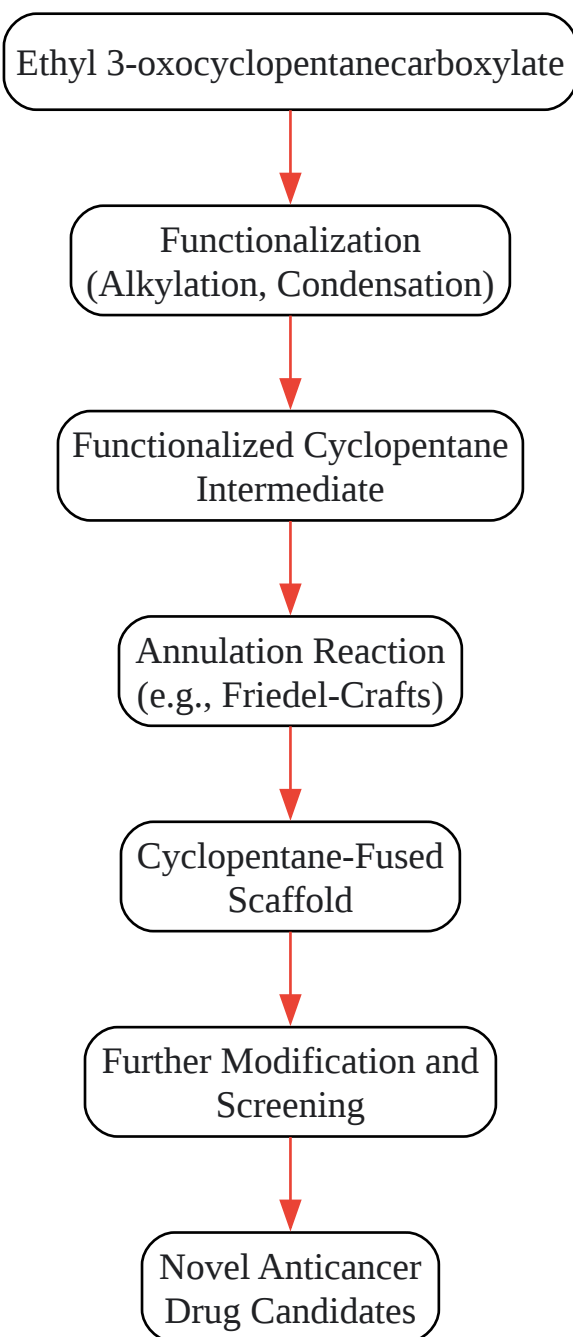 Ethyl 3-oxocyclopentanecarboxylate
Functionalization
(Alkylation, Condensation)
Functionalized Cyclopentane
Intermediate
Annulation Reaction
(e.g., Friedel-Crafts)
Cyclopentane-Fused
Scaffold
Further Modification and
Screening
Novel Anticancer
Drug Candidates